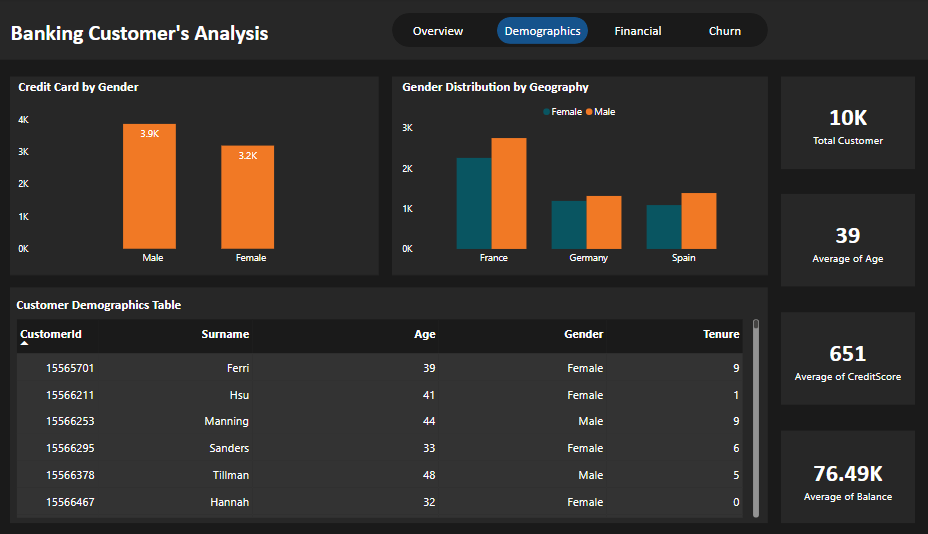 Banking Customer's Analysis
Overview Demographics Financial Churn
Credit Card by Gender
4K
3K
2K
1K
0K
3.9K
3.2K
Male Female
Gender Distribution by Geography
Female Male
3K
2K
1K
0K
France Germany Spain
10K
Total Customer
39
Average of Age
651
Average of CreditScore
76.49K
Average of Balance
Customer Demographics Table
CustomerId Surname Age Gender Tenure
15565701 Ferri 39 Female 9
15566211 Hsu 41 Female 1
15566253 Manning 44 Male 9
15566295 Sanders 33 Female 6
15566378 Tillman 48 Male 5
15566467 Hannah 32 Female 0